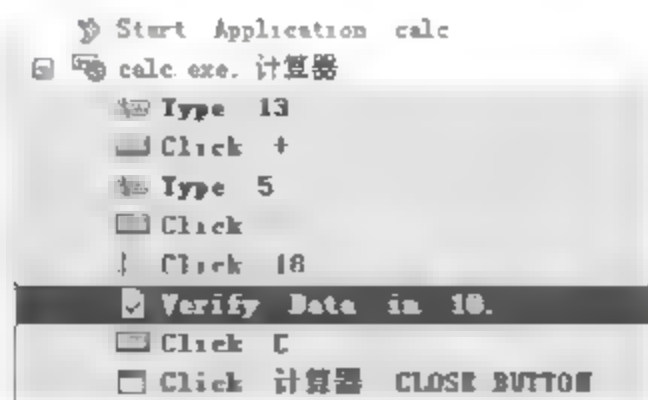 Start Application calc
calc.exe. 计算器
Type 13
Click +
Type 5
Click
Click 18
Verify Data in 18.
Click C
Click 计算器 CLOSE BUTTON